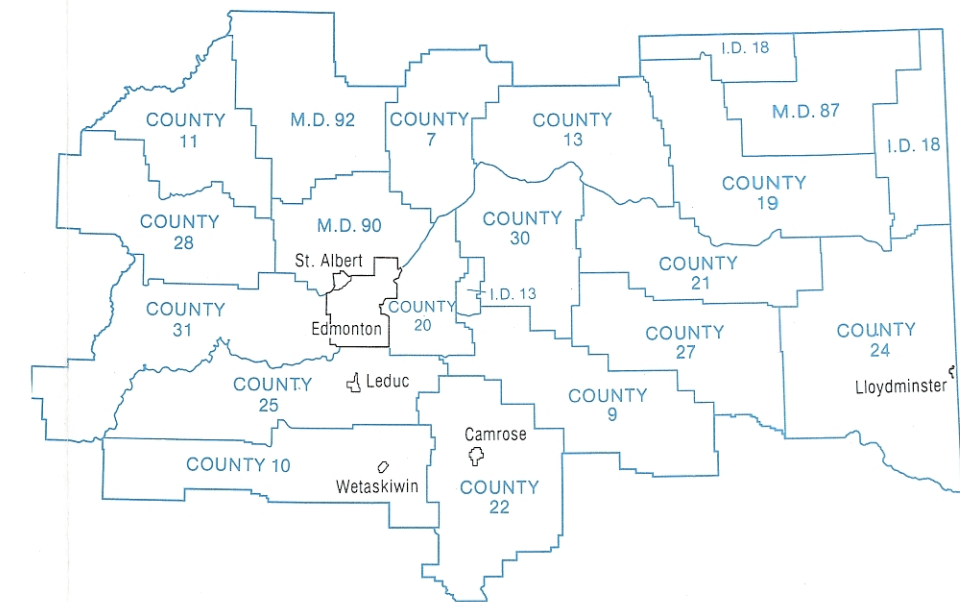 I.D. 18
COUNTY
11
M.D. 92
COUNTY
7
COUNTY
13
M.D. 87
I.D. 18
COUNTY
19
COUNTY
28
M.D. 90
COUNTY
30
St. Albert
COUNTY
21
I.D. 13
COUNTY
31
Edmonton
COUNTY
20
COUNTY
27
COUNTY
24
COUNTY
25
Leduc
COUNTY
9
Lloydminster
Camrose
COUNTY 10
Wetaskiwin
COUNTY
22